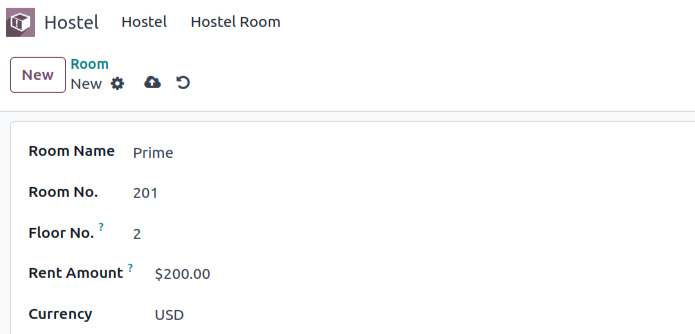 Hostel Hostel Hostel Room
New Room
New
Room Name Prime
Room No. 201
Floor No. ? 2
Rent Amount ? $200.00
Currency USD